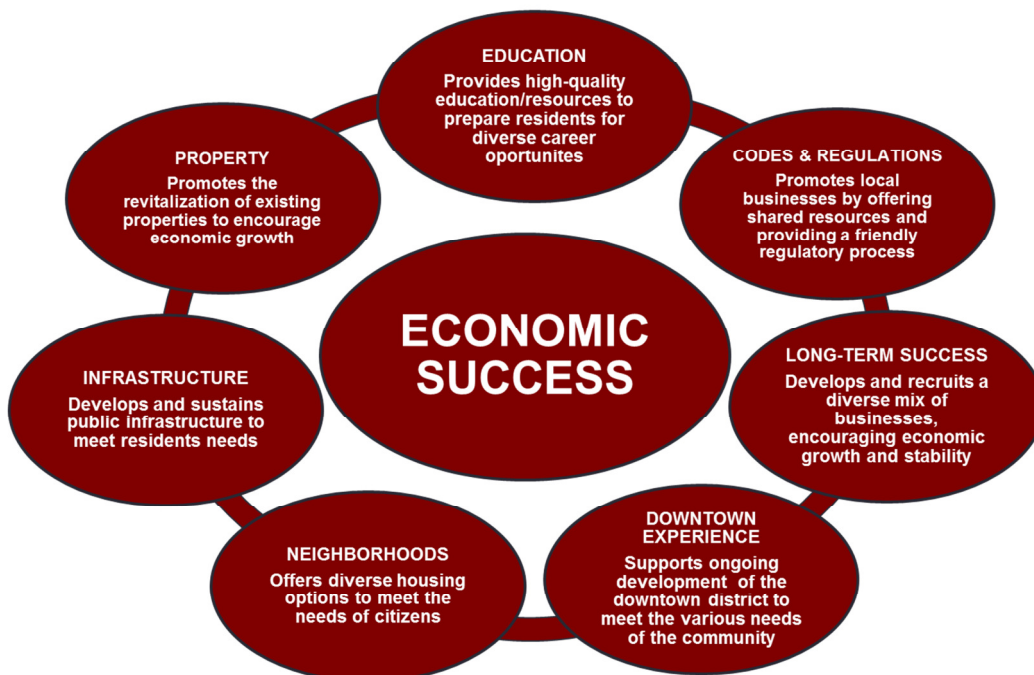 EDUCATION
Provides high-quality
education/resources to
prepare residents for
diverse career
oportunites
CODES & REGULATIONS
Promotes local
businesses by offering
shared resources and
providing a friendly
regulatory process
LONG-TERM SUCCESS
Develops and recruits a
diverse mix of
businesses,
encouraging economic
growth and stability
DOWNTOWN
EXPERIENCE
Supports ongoing
development of the
downtown district to
meet the various needs
of the community
NEIGHBORHOODS
Offers diverse housing
options to meet the
needs of citizens
INFRASTRUCTURE
Develops and sustains
public infrastructure to
meet residents needs
PROPERTY
Promotes the
revitalization of existing
properties to encourage
economic growth
ECONOMIC
SUCCESS